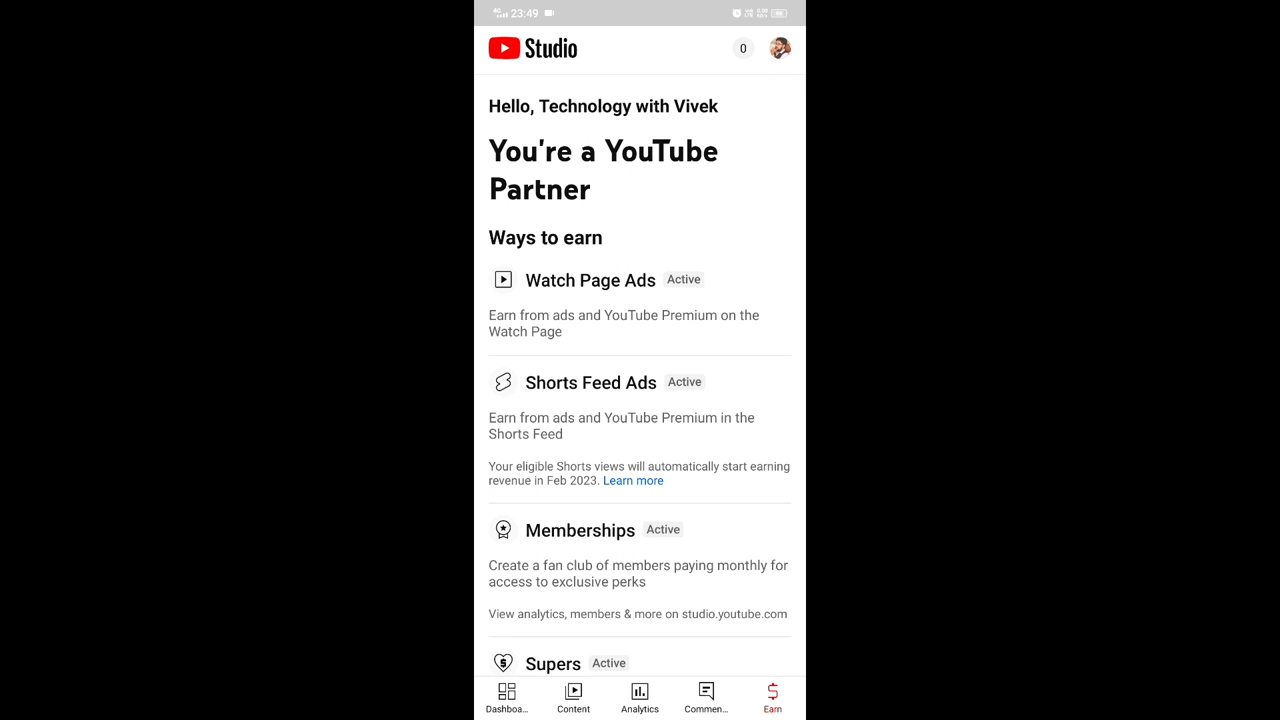 4G 23:49
Studio
0
Hello, Technology with Vivek
You're a YouTube
Partner
Ways to earn
Watch Page Ads Active
Earn from ads and YouTube Premium on the
Watch Page
Shorts Feed Ads Active
Earn from ads and YouTube Premium in the
Shorts Feed
Your eligible Shorts views will automatically start earning
revenue in Feb 2023. Learn more
Memberships Active
Create a fan club of members paying monthly for
access to exclusive perks
View analytics, members & more on studio.youtube.com
Supers Active
Dashboa... Content Analytics Commen... Earn